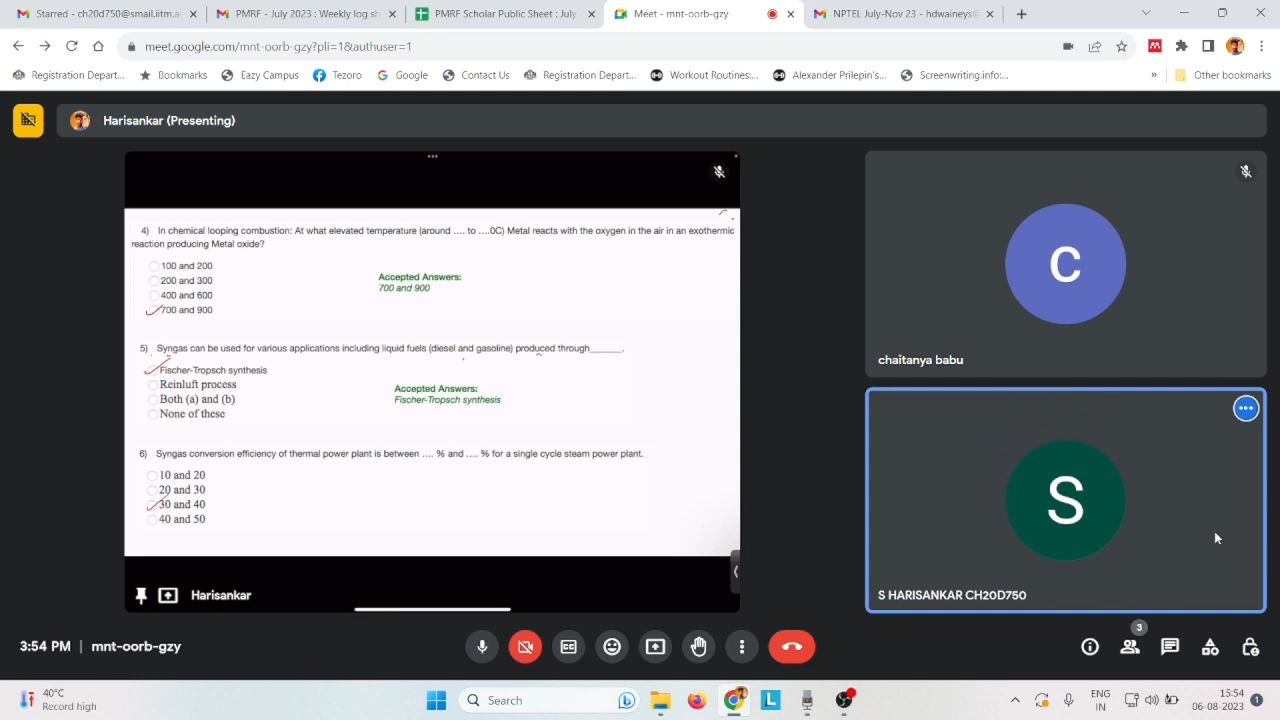 Starred - ch20d750@smail.iitm.a
PMRF - July 2023: Weekly log sh
PMRF Scholar Public Sheet : July
Meet - mnt-oorb-gzy
NPTEL July-Nov 23 - hdwaineys@
meet.google.com/mnt-oorb-gzy?pli=1&authuser=1
Registration Depart...
Bookmarks
Eazy Campus
Tezoro
Google
Contact Us
Registration Depart...
Workout Routines:...
Alexander Prilepin's...
Screenwriting.info:...
»
Other bookmarks
Harisankar (Presenting)
4) In chemical looping combustion: At what elevated temperature (around .... to ....0C) Metal reacts with the oxygen in the air in an exothermic
reaction producing Metal oxide?
100 and 200
200 and 300
400 and 600
700 and 900
Accepted Answers:
700 and 900
5) Syngas can be used for various applications including liquid fuels (diesel and gasoline) produced through______.
Fischer-Tropsch synthesis
Reinluft process
Both (a) and (b)
None of these
Accepted Answers:
Fischer-Tropsch synthesis
6) Syngas conversion efficiency of thermal power plant is between .... % and .... % for a single cycle steam power plant.
10 and 20
20 and 30
30 and 40
40 and 50
Harisankar
C
chaitanya babu
S
S HARISANKAR CH20D750
3:54 PM | mnt-oorb-gzy
3
40°C
Record high
Search
L
ENG
IN
15:54
06-08-2023
1